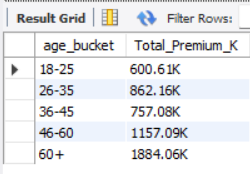 Result Grid Filter Rows:
age_bucket Total_Premium_K
18-25 600.61K
26-35 862.16K
36-45 757.08K
46-60 1157.09K
60+ 1884.06K